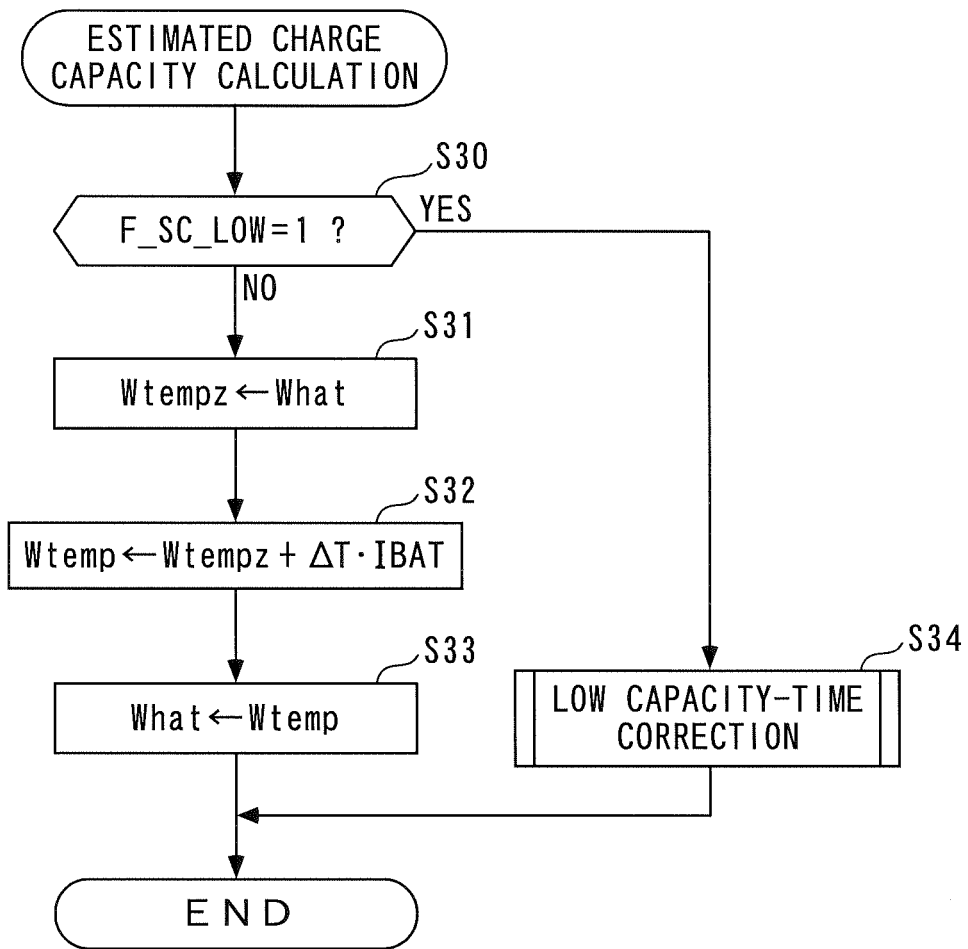 ESTIMATED CHARGE
CAPACITY CALCULATION
S30
F_SC_LOW=1 ?
YES
NO
S31
Wtempz←What
S32
Wtemp←Wtempz + ΔT·IBAT
S33
What←Wtemp
S34
LOW CAPACITY-TIME
CORRECTION
END